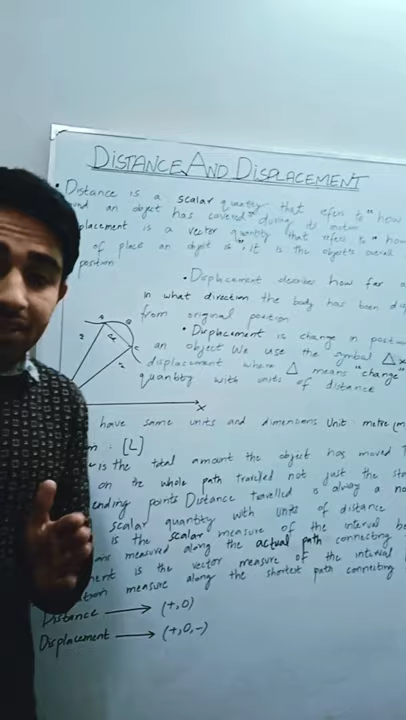 DISTANCE AND DISPLACEMENT
• Distance is a scalar quantity that refers to "how
an object has covered" during its motion
placement is a vector quantity that refers to "how
of place an object is"; it is the object's overall
position
• Displacement describes how far a
in what direction the body has been dis
from original position
• Displacement is change in posit
an object We use the symbol Δx
displacement where Δ means "change"
quantity with units of distance
A B
C
X
have same units and dimensions Unit: metre (m
[L]
is the total amount the object has moved
on the whole path travelled not just the sta
ending points Distance travelled is always a no
scalar quantity with units of distance
is the scalar measure of the interval be
measured along the actual path connecting
ment is the vector measure of the interval
measure along the shortest path connecting
Distance → (+,0)
Displacement → (+,0,-)